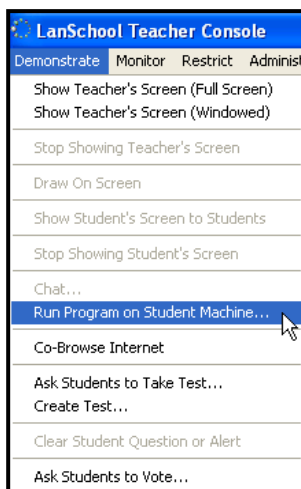 LanSchool Teacher Console
Demonstrate Monitor Restrict Adminis
Show Teacher's Screen (Full Screen)
Show Teacher's Screen (Windowed)
Stop Showing Teacher's Screen
Draw On Screen
Show Student's Screen to Students
Stop Showing Student's Screen
Chat...
Run Program on Student Machine...
Co-Browse Internet
Ask Students to Take Test...
Create Test...
Clear Student Question or Alert
Ask Students to Vote...